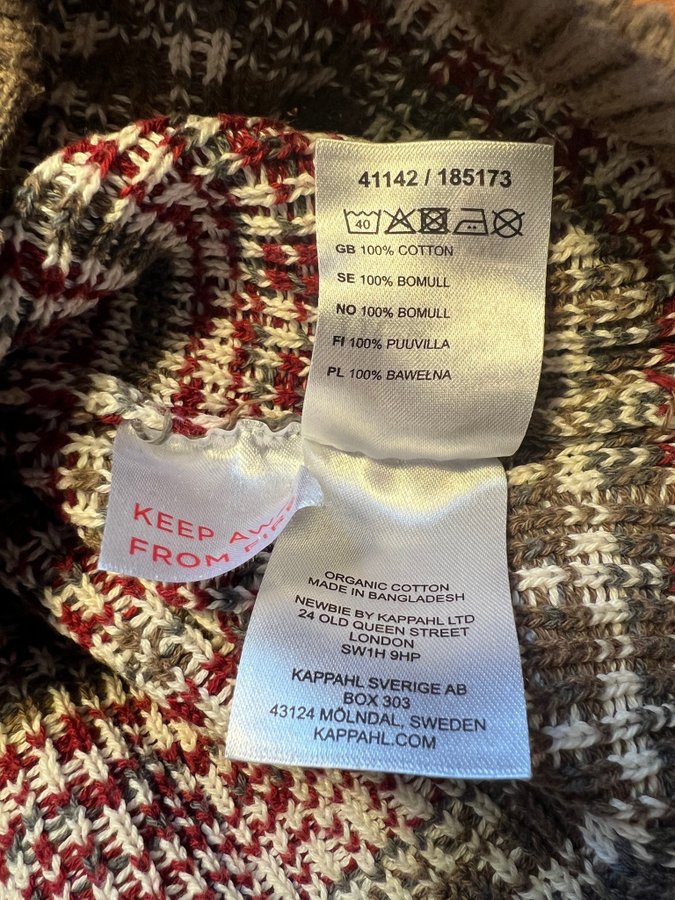 41142 / 185173
40
GB 100% COTTON
SE 100% BOMULL
NO 100% BOMULL
FI 100% PUUVILLA
PL 100% BAWEŁNA
KEEP AWAY
FROM FIRE
ORGANIC COTTON
MADE IN BANGLADESH
NEWBIE BY KAPPAHL LTD
24 OLD QUEEN STREET
LONDON
SW1H 9HP
KAPPAHL SVERIGE AB
BOX 303
43124 MÖLNDAL, SWEDEN
KAPPAHL.COM